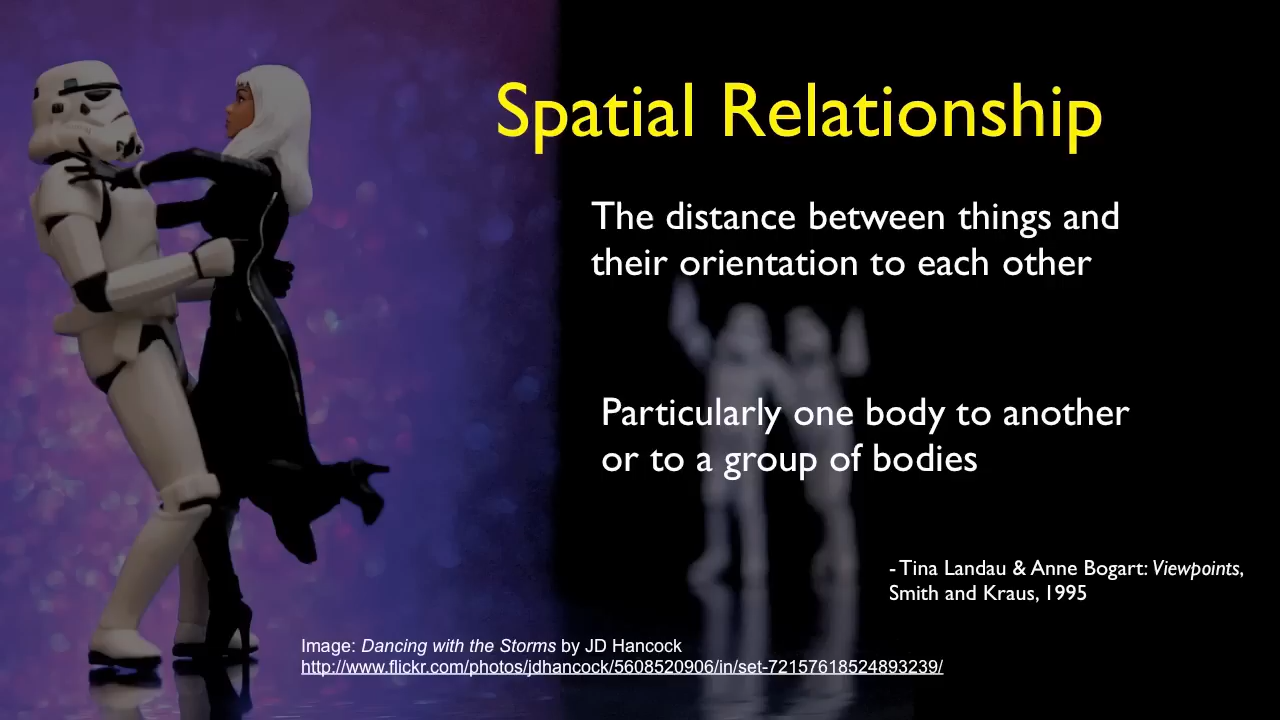 Spatial Relationship
The distance between things and
their orientation to each other
Particularly one body to another
or to a group of bodies
- Tina Landau & Anne Bogart: Viewpoints,
Smith and Kraus, 1995
Image: Dancing with the Storms by JD Hancock
http://www.flickr.com/photos/jdhancock/5608520906/in/set-72157618524893239/